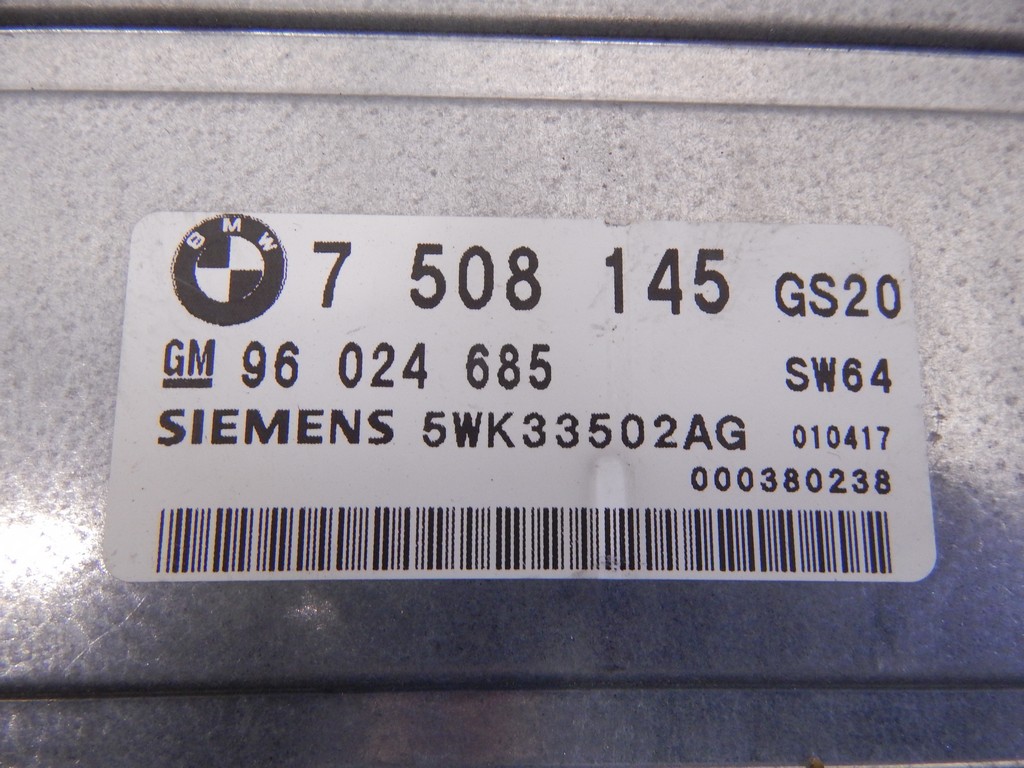 BMW 7 508 145 GS20
GM 96 024 685 SW64
SIEMENS 5WK33502AG 010417
000380238